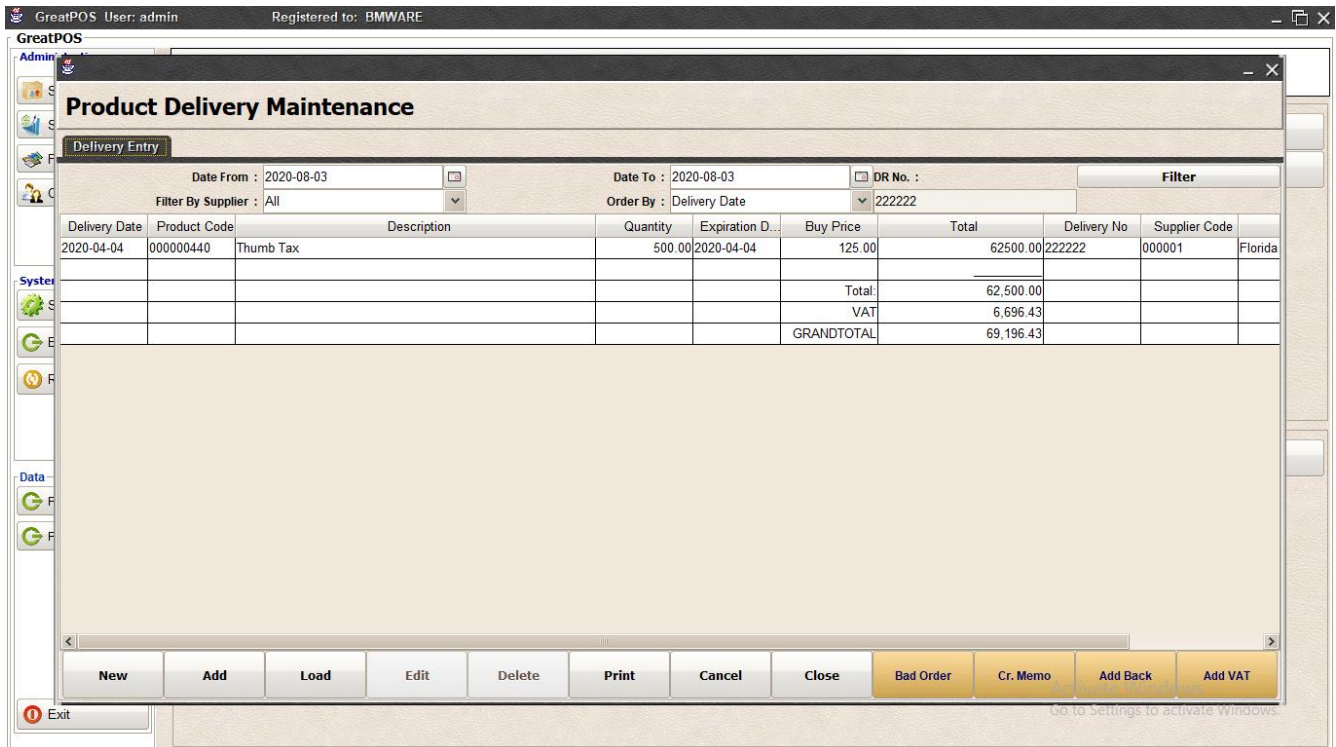 GreatPOS User: admin Registered to: BMWARE
GreatPOS
Product Delivery Maintenance
Delivery Entry
Date From : 2020-08-03 Date To : 2020-08-03 DR No. : Filter
Filter By Supplier : All Order By : Delivery Date 222222
Delivery Date Product Code Description Quantity Expiration D... Buy Price Total Delivery No Supplier Code
2020-04-04 000000440 Thumb Tax 500.00 2020-04-04 125.00 62500.00 222222 000001 Florida
Total: 62,500.00
VAT 6,696.43
GRANDTOTAL 69,196.43
Data
New Add Load Edit Delete Print Cancel Close Bad Order Cr. Memo Add Back Add VAT
Activate Windows
Go to Settings to activate Windows.
Exit